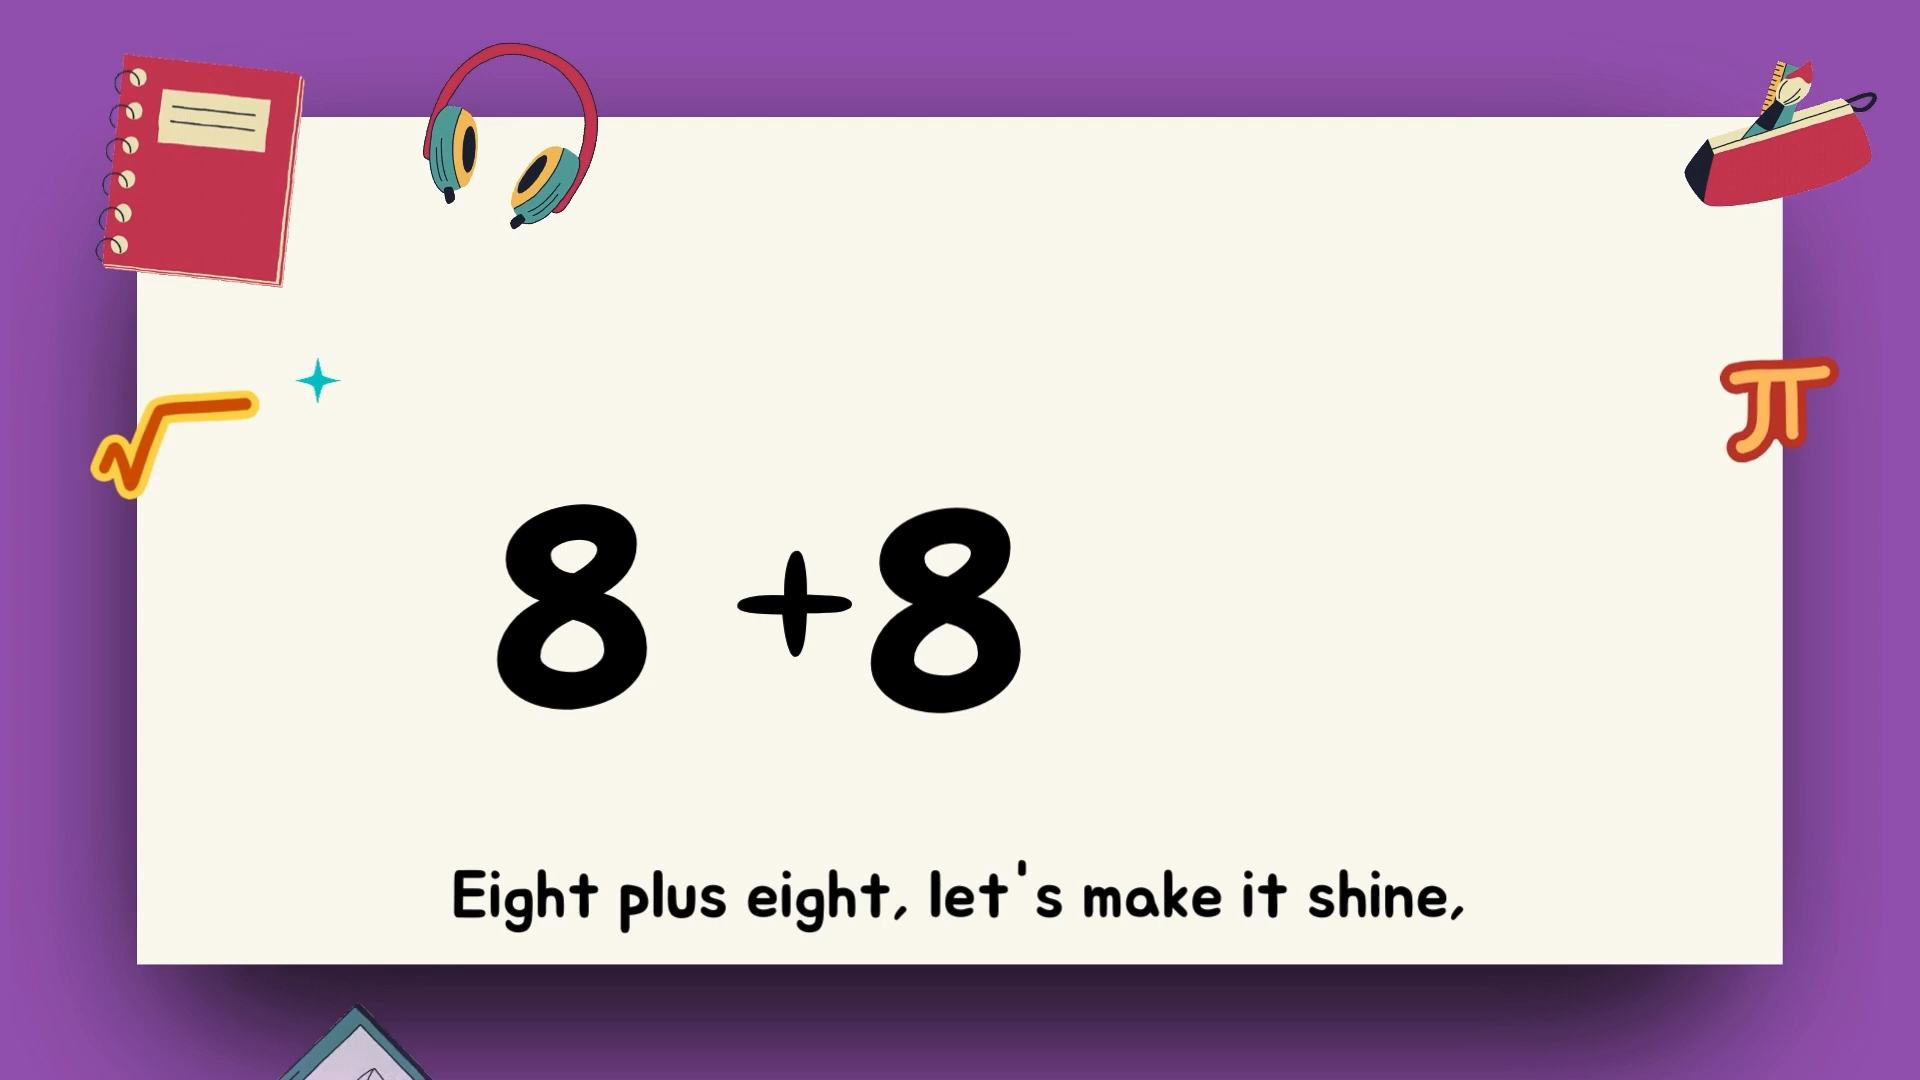 √
π
8 +8
Eight plus eight, let's make it shine,